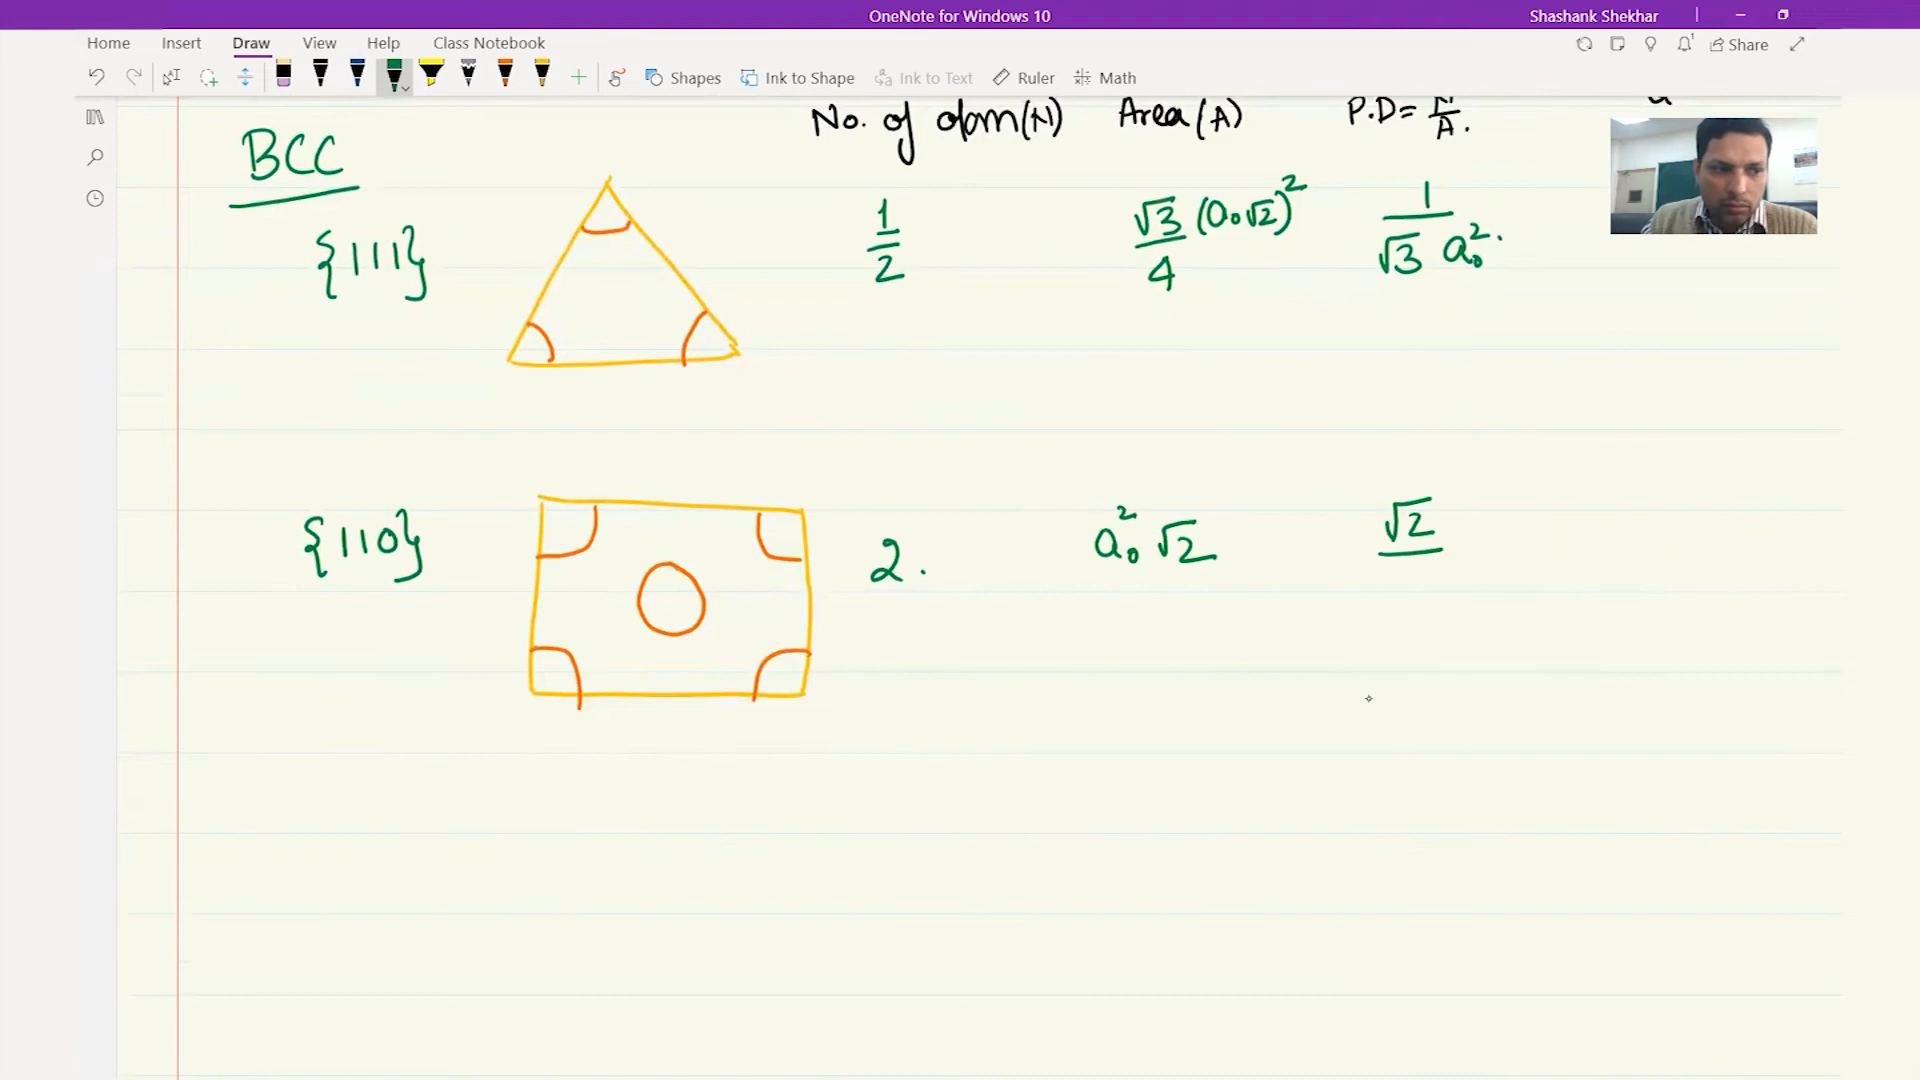 OneNote for Windows 10
Shashank Shekhar
Home Insert Draw View Help Class Notebook
Share
Shapes Ink to Shape Ink to Text Ruler Math
No. of atom(N) Area(A) P.D= N/A.
BCC
{111} 1/2 √3/4 (a₀√2)² 1/√3 a₀².
{110} 2. a₀² √2 √2